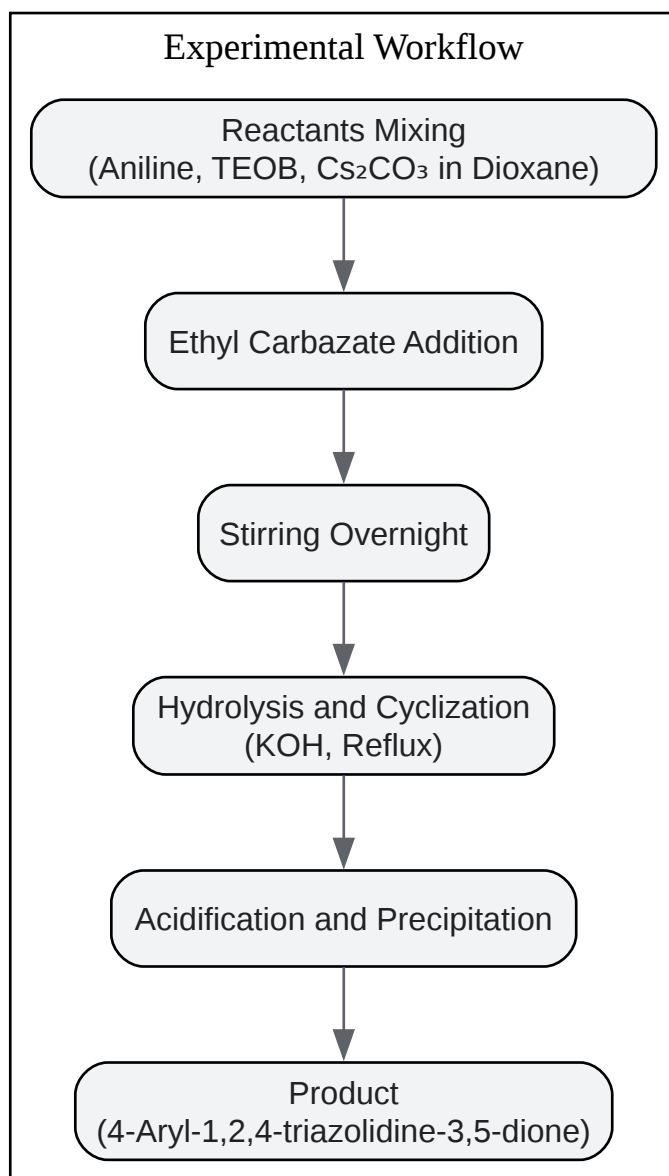 Experimental Workflow
Reactants Mixing
(Aniline, TEOB, Cs₂CO₃ in Dioxane)
Ethyl Carbazate Addition
Stirring Overnight
Hydrolysis and Cyclization
(KOH, Reflux)
Acidification and Precipitation
Product
(4-Aryl-1,2,4-triazolidine-3,5-dione)